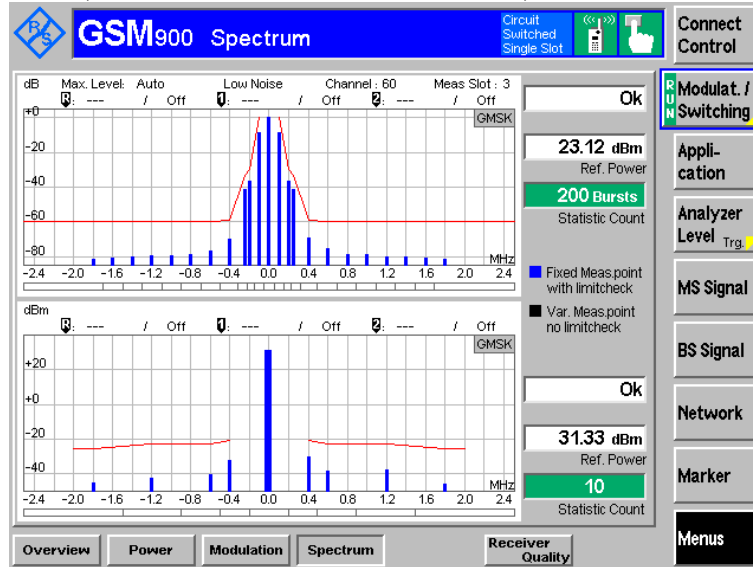 R/S
GSM900 Spectrum
Circuit
Switched
Single Slot
Connect
Control
dB Max. Level: Auto Low Noise Channel : 60 Meas Slot : 3
R: --- / Off 1: --- / Off 2: --- / Off
+0
GMSK
-20
-40
-60
-80
MHz
-2.4 -2.0 -1.6 -1.2 -0.8 -0.4 0.0 0.4 0.8 1.2 1.6 2.0 2.4
Ok
23.12 dBm
Ref. Power
200 Bursts
Statistic Count
Fixed Meas.point
with limitcheck
Var. Meas.point
no limitcheck
dBm
R: --- / Off 1: --- / Off 2: --- / Off
GMSK
+20
+0
-20
-40
MHz
-2.4 -2.0 -1.6 -1.2 -0.8 -0.4 0.0 0.4 0.8 1.2 1.6 2.0 2.4
Ok
31.33 dBm
Ref. Power
10
Statistic Count
RUN
Modulat. /
Switching
Appli-
cation
Analyzer
Level Trg.
MS Signal
BS Signal
Network
Marker
Menus
Overview
Power
Modulation
Spectrum
Receiver
Quality